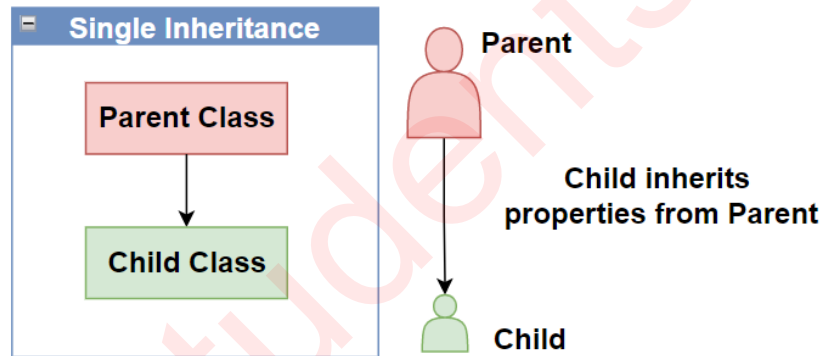 Single Inheritance
Parent Class
Child Class
Parent
Child inherits
properties from Parent
Child